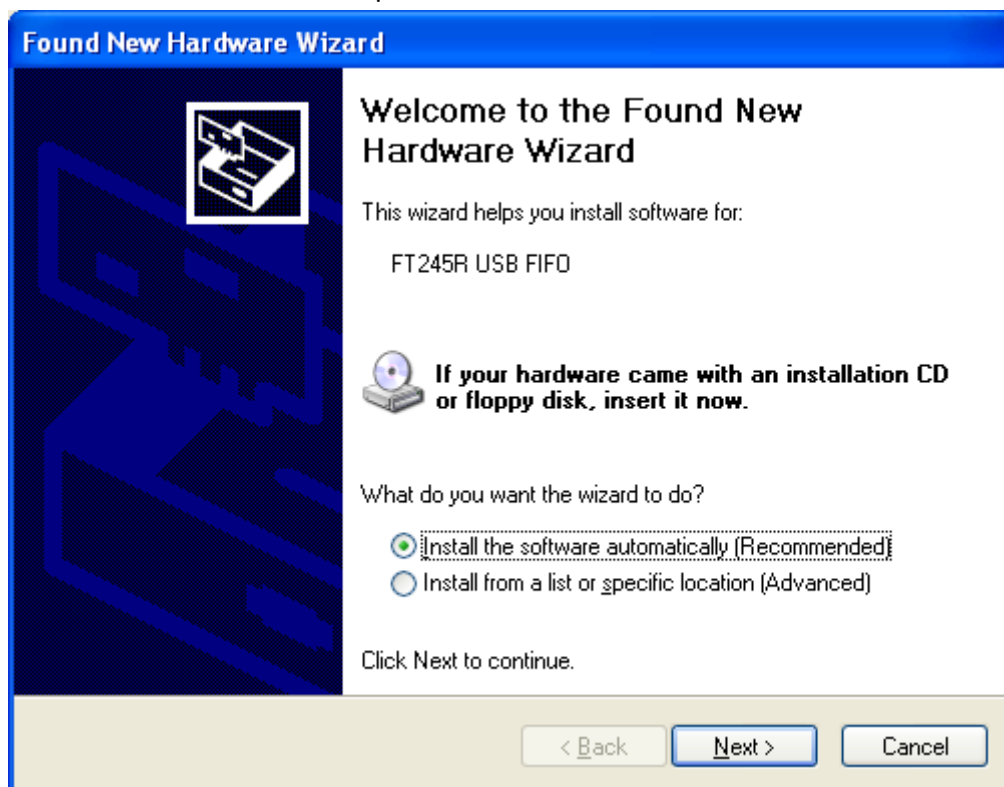 Found New Hardware Wizard
Welcome to the Found New
Hardware Wizard
This wizard helps you install software for:
FT245R USB FIFO
If your hardware came with an installation CD
or floppy disk, insert it now.
What do you want the wizard to do?
Install the software automatically (Recommended)
Install from a list or specific location (Advanced)
Click Next to continue.
< Back Next > Cancel